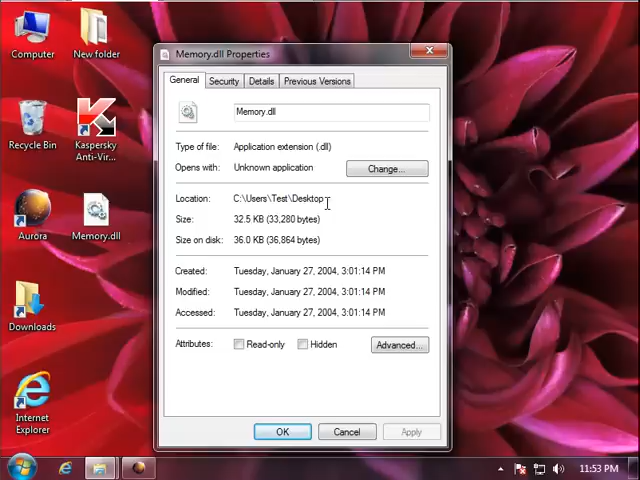 Computer
New folder
Recycle Bin
Kaspersky
Anti-Vir...
Aurora
Memory.dll
Downloads
Internet
Explorer
Memory.dll Properties
General
Security
Details
Previous Versions
Memory.dll
Type of file: Application extension (.dll)
Opens with: Unknown application
Change...
Location: C:\Users\Test\Desktop
Size: 32.5 KB (33,280 bytes)
Size on disk: 36.0 KB (36,864 bytes)
Created: Tuesday, January 27, 2004, 3:01:14 PM
Modified: Tuesday, January 27, 2004, 3:01:14 PM
Accessed: Tuesday, January 27, 2004, 3:01:14 PM
Attributes: Read-only Hidden Advanced...
OK Cancel Apply
11:53 PM